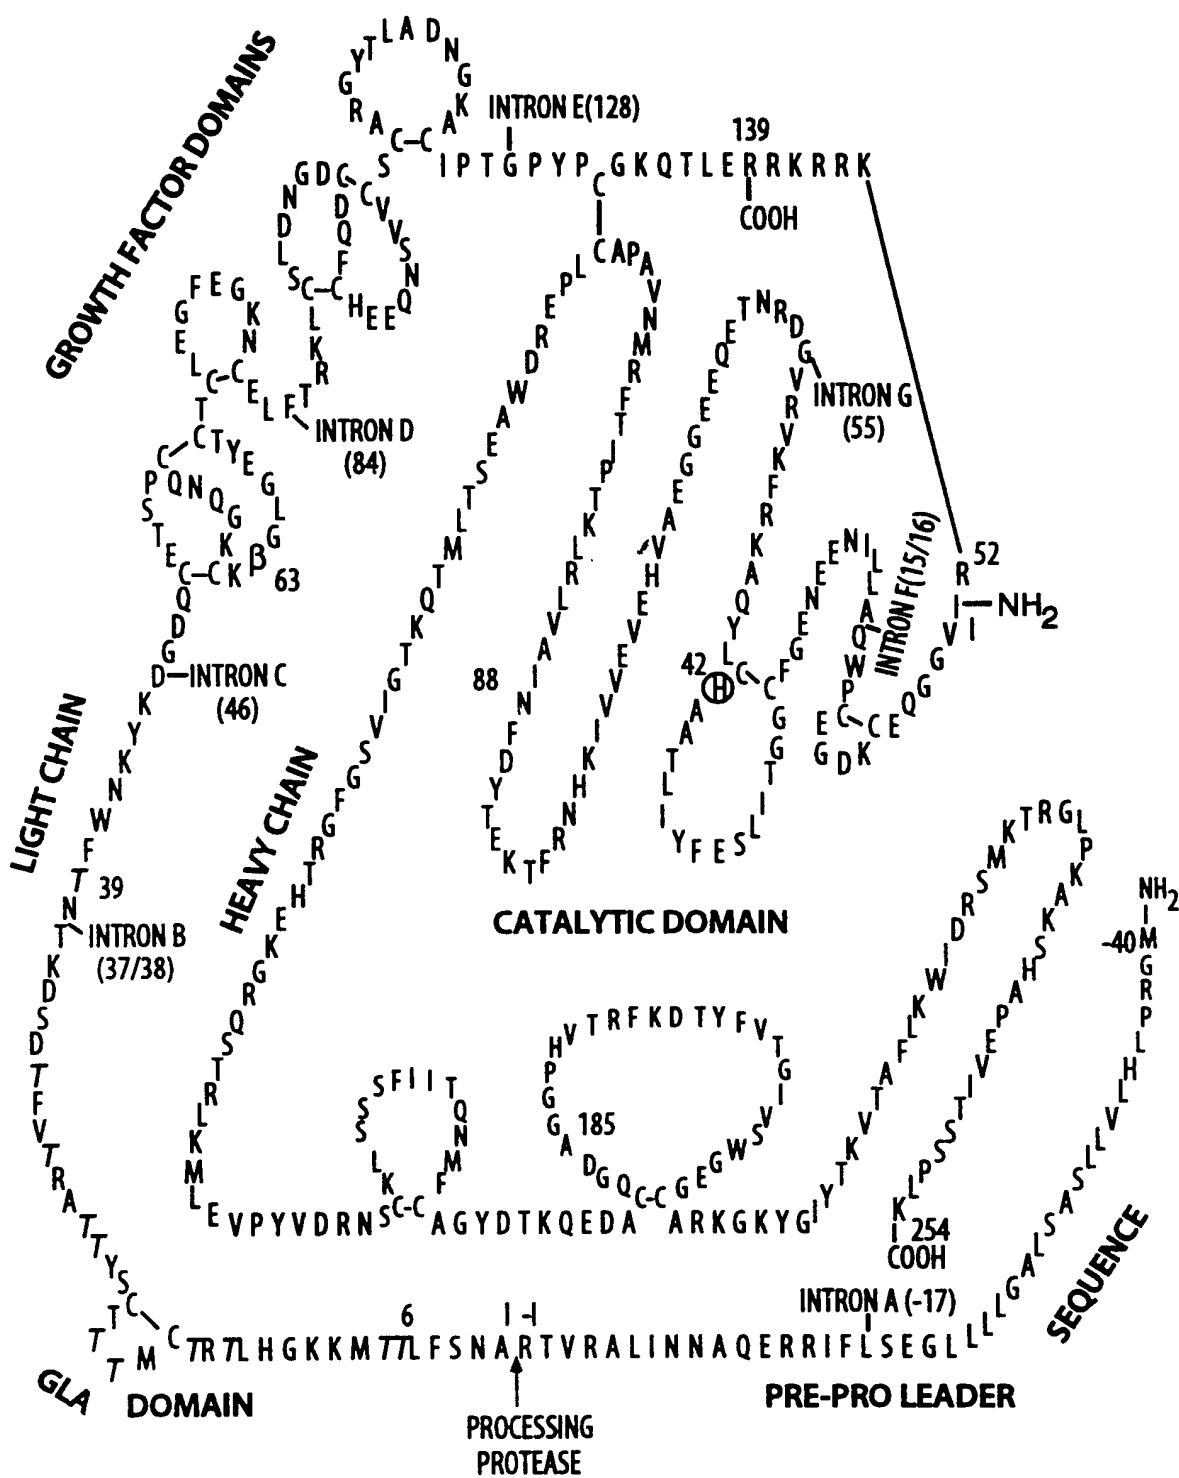 GROWTH FACTOR DOMAINS
INTRON E(128)
139
C I P T G P Y P C G K Q T L E R R K R R K
COOH
C S C A R G Y T L A D N G K A C
F T R K L C S L D N G D C D Q F C H E E Q N S V V C
INTRON D
(84)
C T C L E G F E G K N C E L F
C E T S P C Q N Q G K C K β G L G E Y T C T
63
D G D Q C
INTRON C
(46)
LIGHT CHAIN
C S Y T T A R T V F T D S D K T N T F W N K Y K
39
INTRON B
(37/38)
52
R
I I
NH2
V G G Q E C K D G E C P W Q A L L I N E E N E G F C G G T I L S E F Y I L T A A H C L Y Q A K R F K V R V G D R N T E Q E E G G E A V H E V E V V I K H N R F T K E T Y D F N I A V L R L K T P I T F R M N V A P A C L P E R D W A E S T L M T Q K T G I V S G F G R T H E K G R Q S T R L K M L
INTRON F(15/16)
INTRON G
(55)
42
88
HEAVY CHAIN
CATALYTIC DOMAIN
E V P Y V D R N S C C A G Y D T K Q E D A C C A R K G K Y G I Y T K V T A F L K W I D R S M K T R G L P K A K S H A P E V I T S S P L K
K L S S S F I I T Q N M F
Q G D A G G P H V T R F K D T Y F V T G I V S W G E G
185
254
COOH
NH2
-40
M G R P L H L V L L S A S L A G L L L
SEQUENCE
INTRON A (-17)
6
I -I
T T T M C C T R T L H G K K M T T L F S N A R T V R A L I N N A Q E R R I F L S E G L
GLA
DOMAIN
PRE-PRO LEADER
PROCESSING
PROTEASE